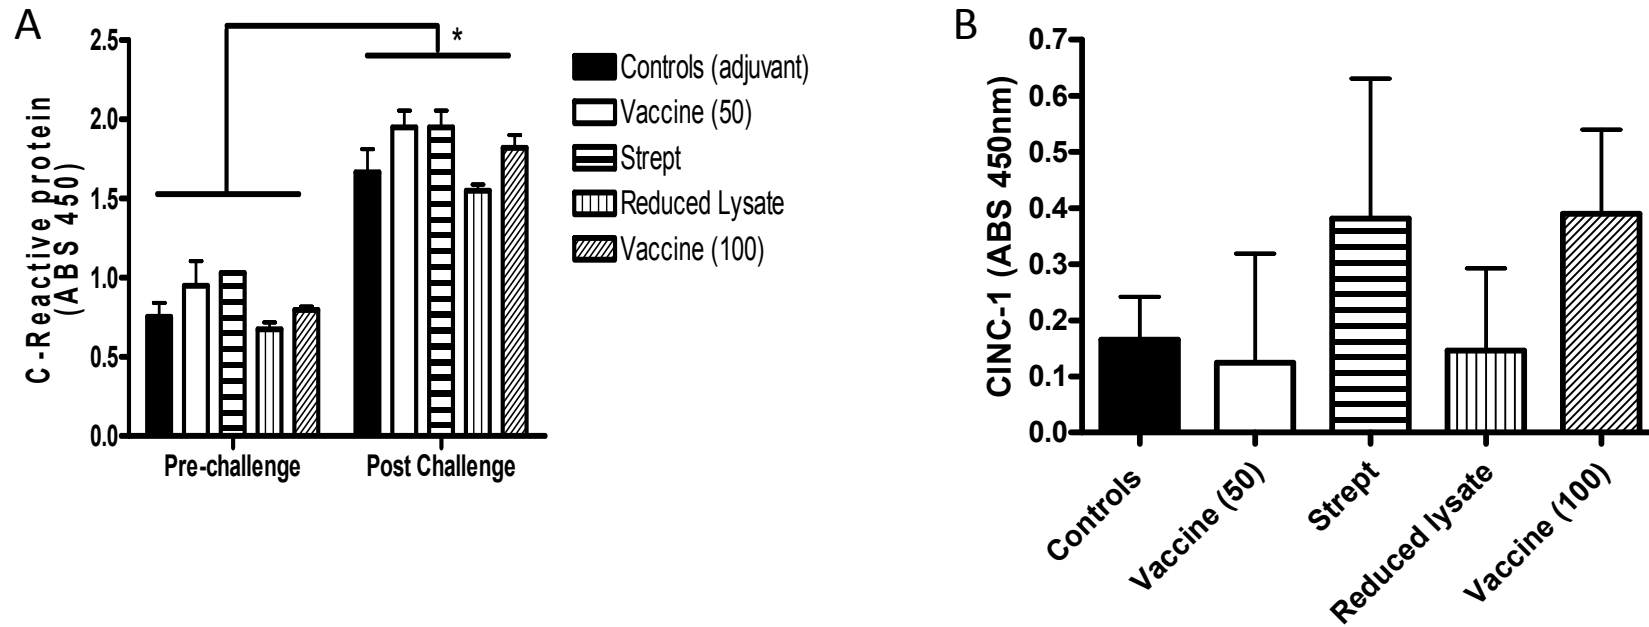 A
C-Reactive protein
(ABS 450)
2.5
2.0
1.5
1.0
0.5
0.0
*
Pre-challenge
Post Challenge
Controls (adjuvant)
Vaccine (50)
Strept
Reduced Lysate
Vaccine (100)
B
CINC-1 (ABS 450nm)
0.7
0.6
0.5
0.4
0.3
0.2
0.1
0.0
Controls
Vaccine (50)
Strept
Reduced lysate
Vaccine (100)